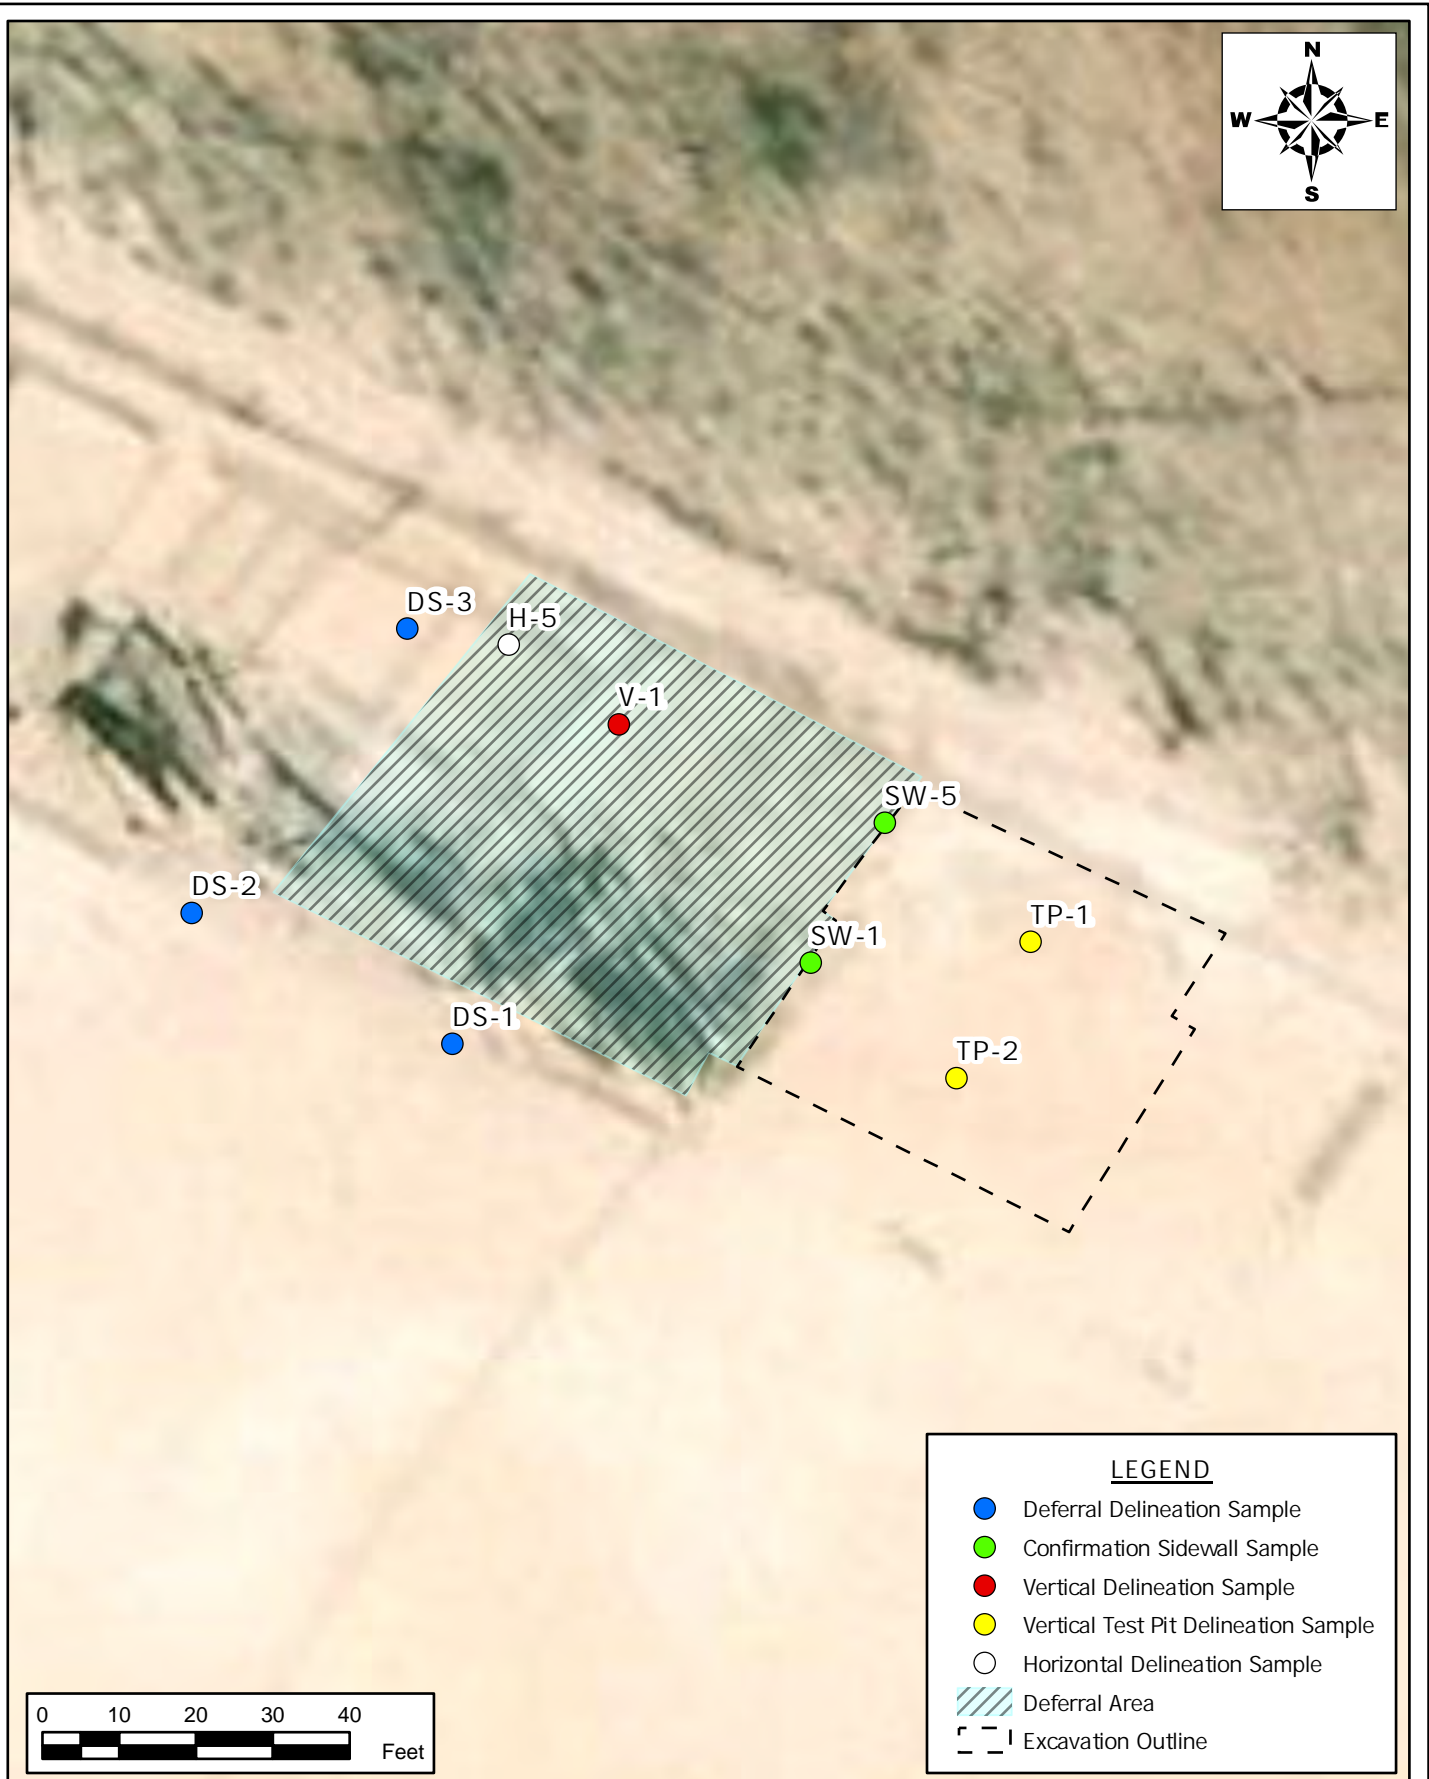 N
W E
S
DS-3
H-5
V-1
SW-5
DS-2
TP-1
SW-1
DS-1
TP-2
LEGEND
Deferral Delineation Sample
Confirmation Sidewall Sample
Vertical Delineation Sample
Vertical Test Pit Delineation Sample
Horizontal Delineation Sample
Deferral Area
Excavation Outline
0 10 20 30 40
Feet